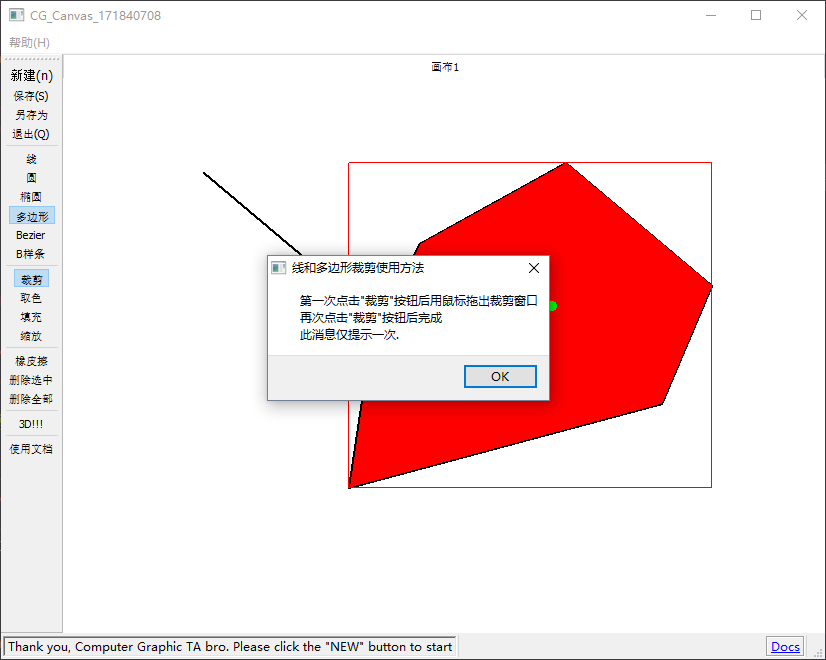 CG_Canvas_171840708
帮助(H)
画布1
新建(n)
保存(S)
另存为
退出(Q)
线
圆
椭圆
多边形
Bezier
B样条
裁剪
取色
填充
缩放
橡皮擦
删除选中
删除全部
3D!!!
使用文档
线和多边形裁剪使用方法
第一次点击"裁剪"按钮后用鼠标拖出裁剪窗口
再次点击"裁剪"按钮后完成
此消息仅提示一次.
OK
Thank you, Computer Graphic TA bro. Please click the "NEW" button to start
Docs